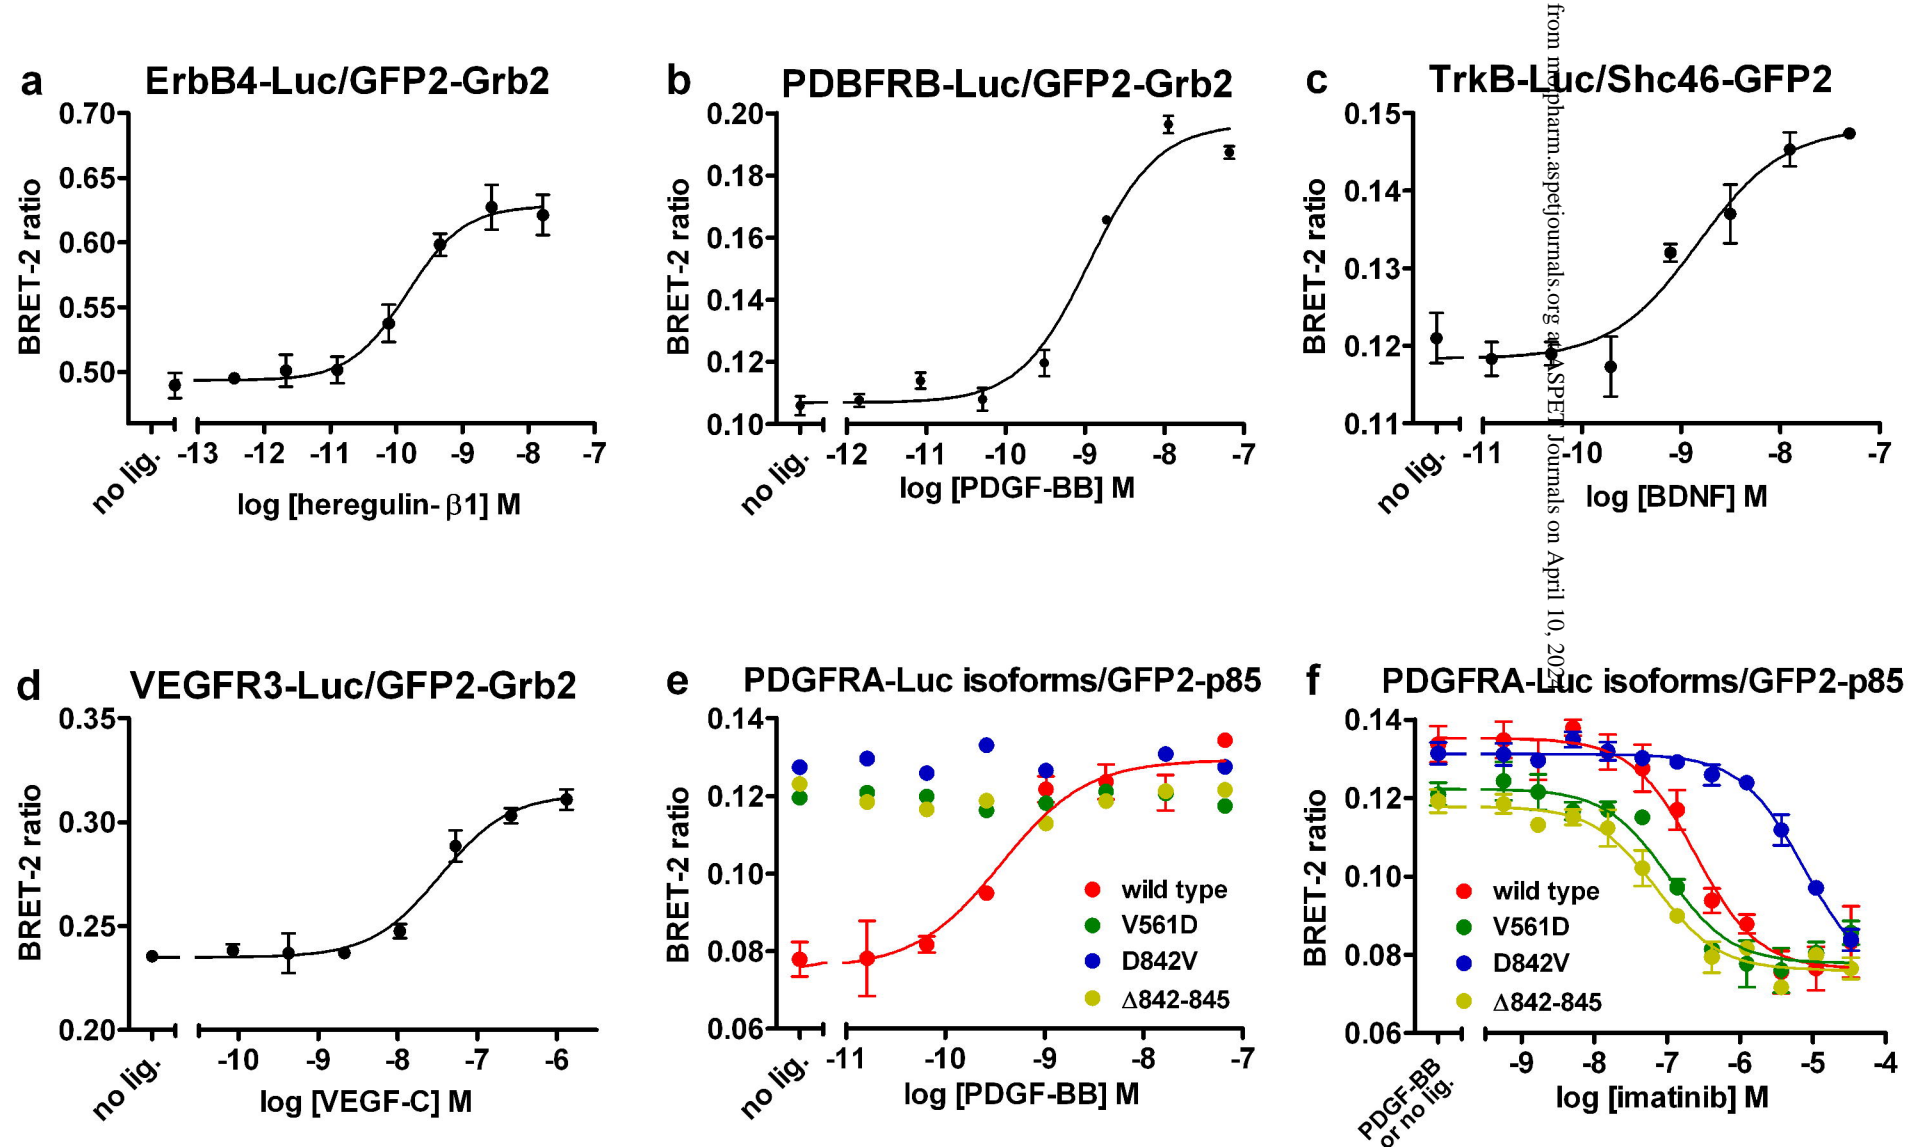 a
ErbB4-Luc/GFP2-Grb2
BRET-2 ratio
0.70
0.65
0.60
0.55
0.50
no lig.
-13 -12 -11 -10 -9 -8 -7
log [heregulin- β1] M
b
PDBFRB-Luc/GFP2-Grb2
BRET-2 ratio
0.20
0.18
0.16
0.14
0.12
0.10
no lig.
-12 -11 -10 -9 -8 -7
log [PDGF-BB] M
c
TrkB-Luc/Shc46-GFP2
BRET-2 ratio
0.15
0.14
0.13
0.12
0.11
no lig.
-11 -10 -9 -8 -7
log [BDNF] M
d
VEGFR3-Luc/GFP2-Grb2
BRET-2 ratio
0.35
0.30
0.25
0.20
no lig.
-10 -9 -8 -7 -6
log [VEGF-C] M
e
PDGFRA-Luc isoforms/GFP2-p85
BRET-2 ratio
0.14
0.12
0.10
0.08
0.06
wild type
V561D
D842V
Δ842-845
no lig.
-11 -10 -9 -8 -7
log [PDGF-BB] M
f
PDGFRA-Luc isoforms/GFP2-p85
BRET-2 ratio
0.14
0.12
0.10
0.08
0.06
wild type
V561D
D842V
Δ842-845
PDGF-BB
or no lig.
-9 -8 -7 -6 -5 -4
log [imatinib] M
from molpharm.aspetjournals.org at ASPET Journals on April 10, 2024